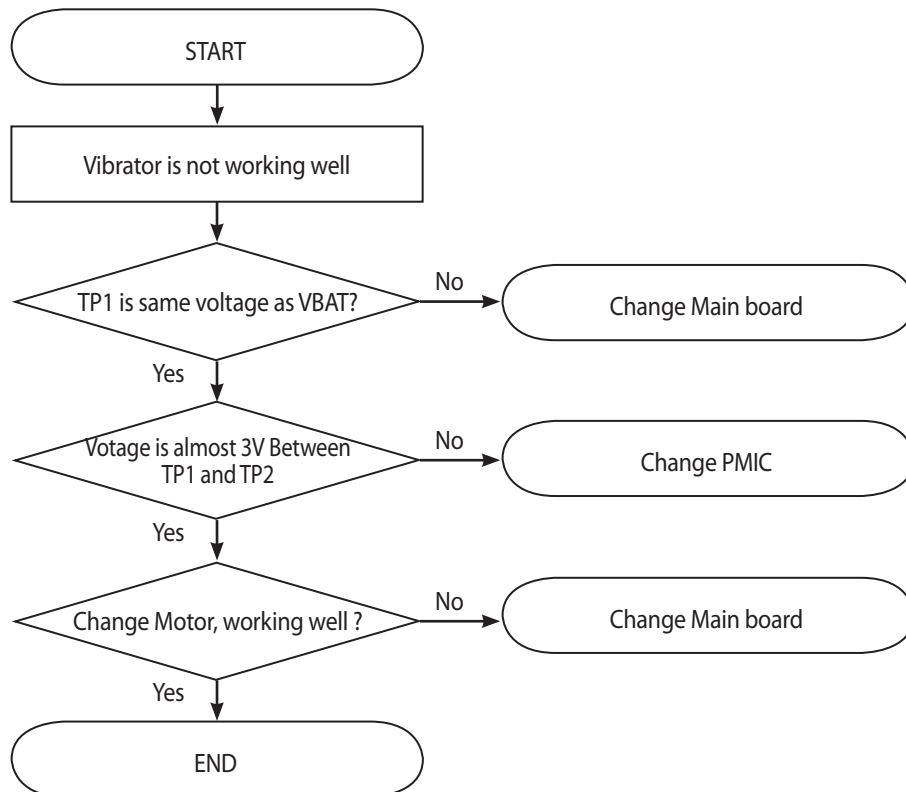 START
Vibrator is not working well
TP1 is same voltage as VBAT?
No
Change Main board
Yes
Votage is almost 3V Between
TP1 and TP2
No
Change PMIC
Yes
Change Motor, working well ?
No
Change Main board
Yes
END